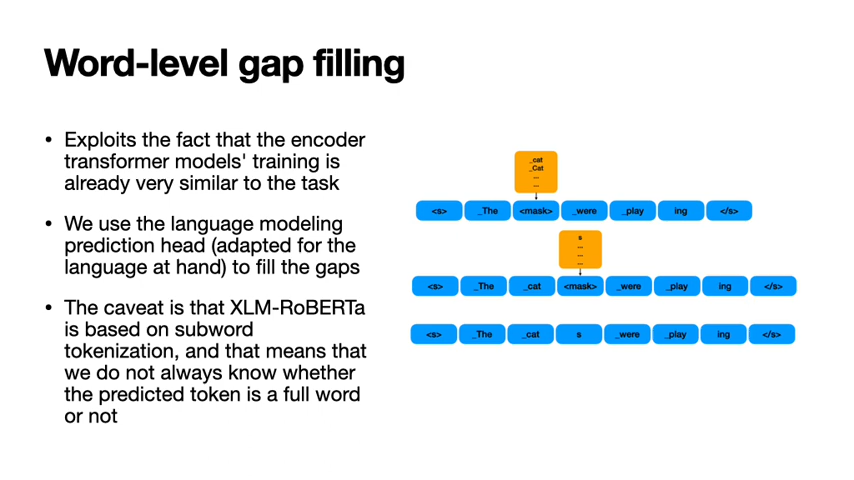 Word-level gap filling
• Exploits the fact that the encoder
transformer models' training is
already very similar to the task
• We use the language modeling
prediction head (adapted for the
language at hand) to fill the gaps
• The caveat is that XLM-RoBERTa
is based on subword
tokenization, and that means that
we do not always know whether
the predicted token is a full word
or not
_cat
_Cat
...
...
<s> _The <mask> _were _play ing </s>
s
...
...
...
<s> _The _cat <mask> _were _play ing </s>
<s> _The _cat s _were _play ing </s>